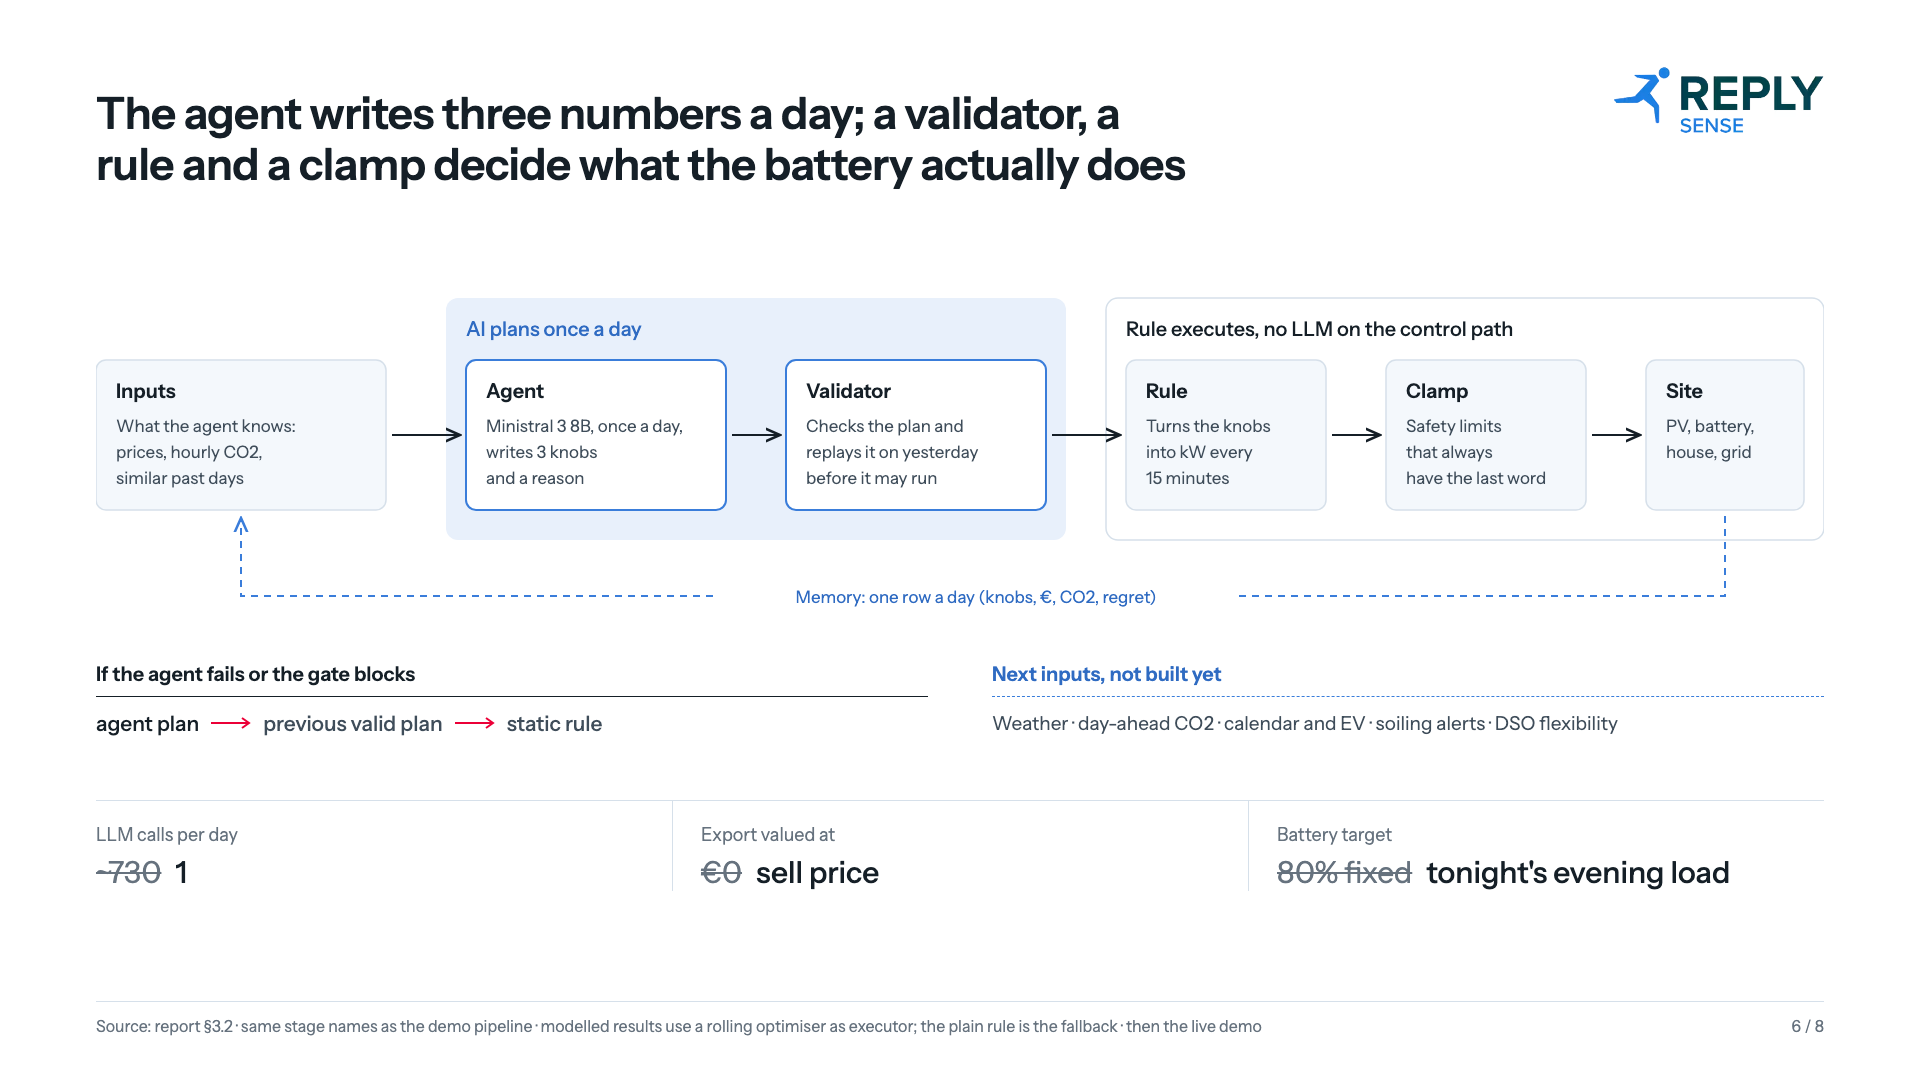 The agent writes three numbers a day; a validator, a
rule and a clamp decide what the battery actually does
REPLY
SENSE
AI plans once a day
Rule executes, no LLM on the control path
Inputs
What the agent knows:
prices, hourly CO2,
similar past days
Agent
Ministral 3 8B, once a day,
writes 3 knobs
and a reason
Validator
Checks the plan and
replays it on yesterday
before it may run
Rule
Turns the knobs
into kW every
15 minutes
Clamp
Safety limits
that always
have the last word
Site
PV, battery,
house, grid
Memory: one row a day (knobs, €, CO2, regret)
If the agent fails or the gate blocks
agent plan → previous valid plan → static rule
Next inputs, not built yet
Weather · day-ahead CO2 · calendar and EV · soiling alerts · DSO flexibility
LLM calls per day
~730 1
Export valued at
€0 sell price
Battery target
80% fixed tonight's evening load
Source: report §3.2 · same stage names as the demo pipeline · modelled results use a rolling optimiser as executor; the plain rule is the fallback · then the live demo
6 / 8